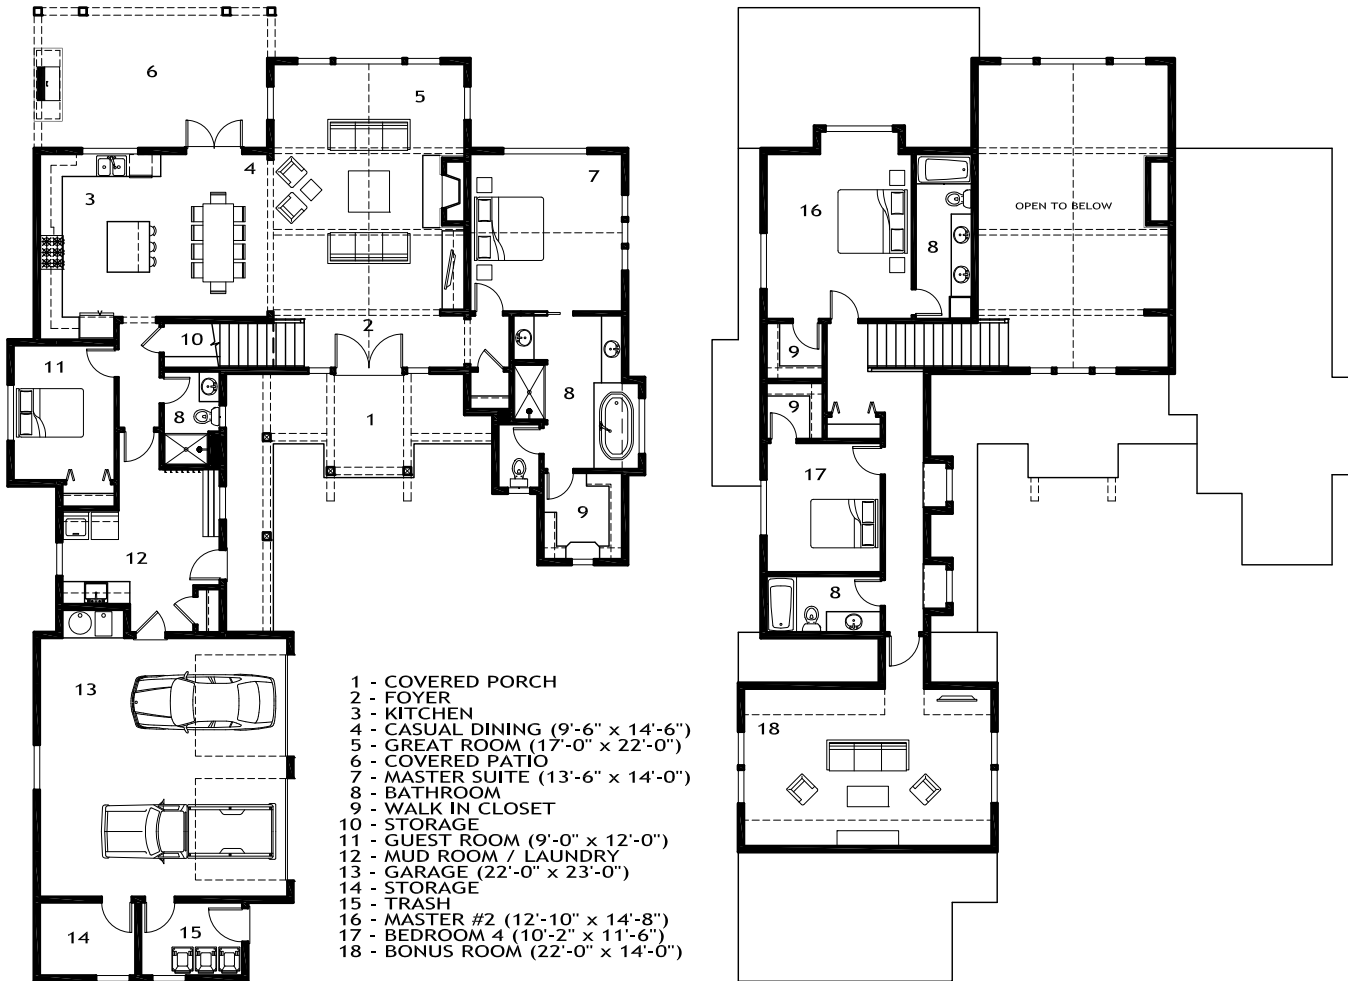 6
5
4
7
3
2
10
11
8
1
8
9
12
13
14
15
16
8
OPEN TO BELOW
9
9
17
8
18
1 - COVERED PORCH
2 - FOYER
3 - KITCHEN
4 - CASUAL DINING (9'-6" x 14'-6")
5 - GREAT ROOM (17'-0" x 22'-0")
6 - COVERED PATIO
7 - MASTER SUITE (13'-6" x 14'-0")
8 - BATHROOM
9 - WALK IN CLOSET
10 - STORAGE
11 - GUEST ROOM (9'-0" x 12'-0")
12 - MUD ROOM / LAUNDRY
13 - GARAGE (22'-0" x 23'-0")
14 - STORAGE
15 - TRASH
16 - MASTER #2 (12'-10" x 14'-8")
17 - BEDROOM 4 (10'-2" x 11'-6")
18 - BONUS ROOM (22'-0" x 14'-0")